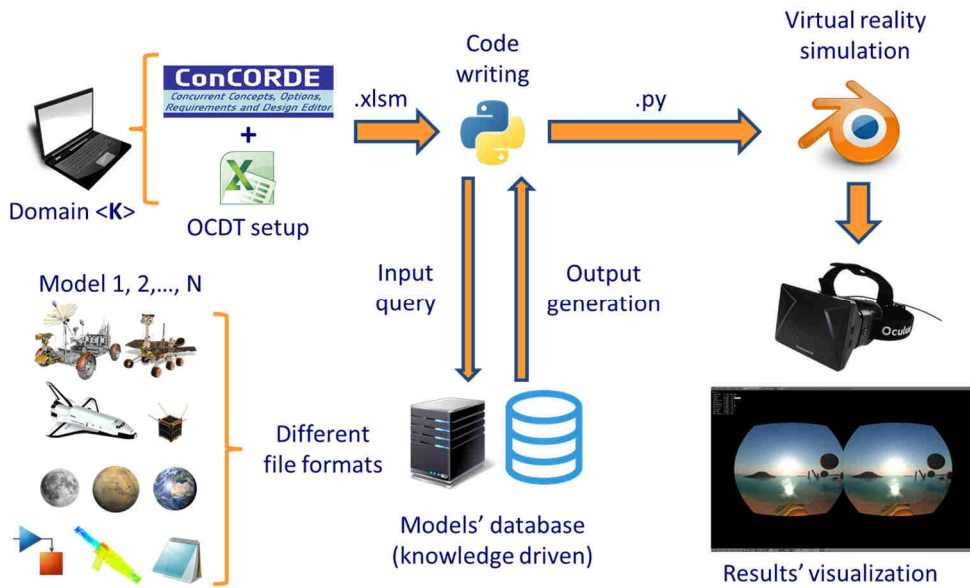 ConCORDE
Concurrent Concepts, Options,
Requirements and Design Editor
+
OCDT setup
Domain <K>
.xlsm
Code
writing
.py
Virtual reality
simulation
Input
query
Output
generation
Model 1, 2,..., N
Different
file formats
Models' database
(knowledge driven)
Ocular
Results' visualization